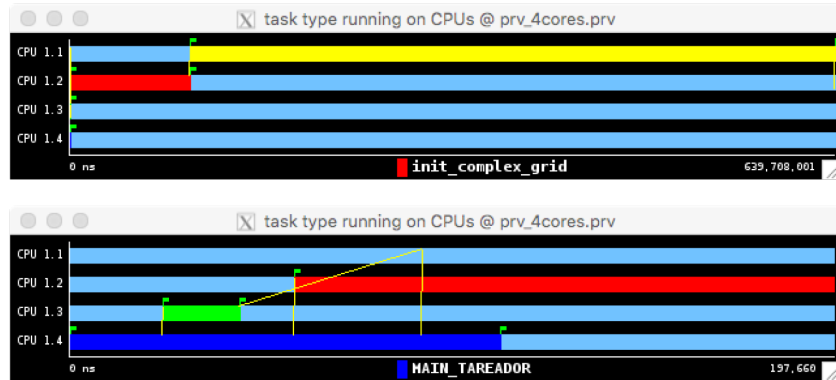 task type running on CPUs @ prv_4cores.prv
CPU 1.1
CPU 1.2
CPU 1.3
CPU 1.4
0 ns init_complex_grid 639,708,001
task type running on CPUs @ prv_4cores.prv
CPU 1.1
CPU 1.2
CPU 1.3
CPU 1.4
0 ns MAIN_TAREADOR 197,660